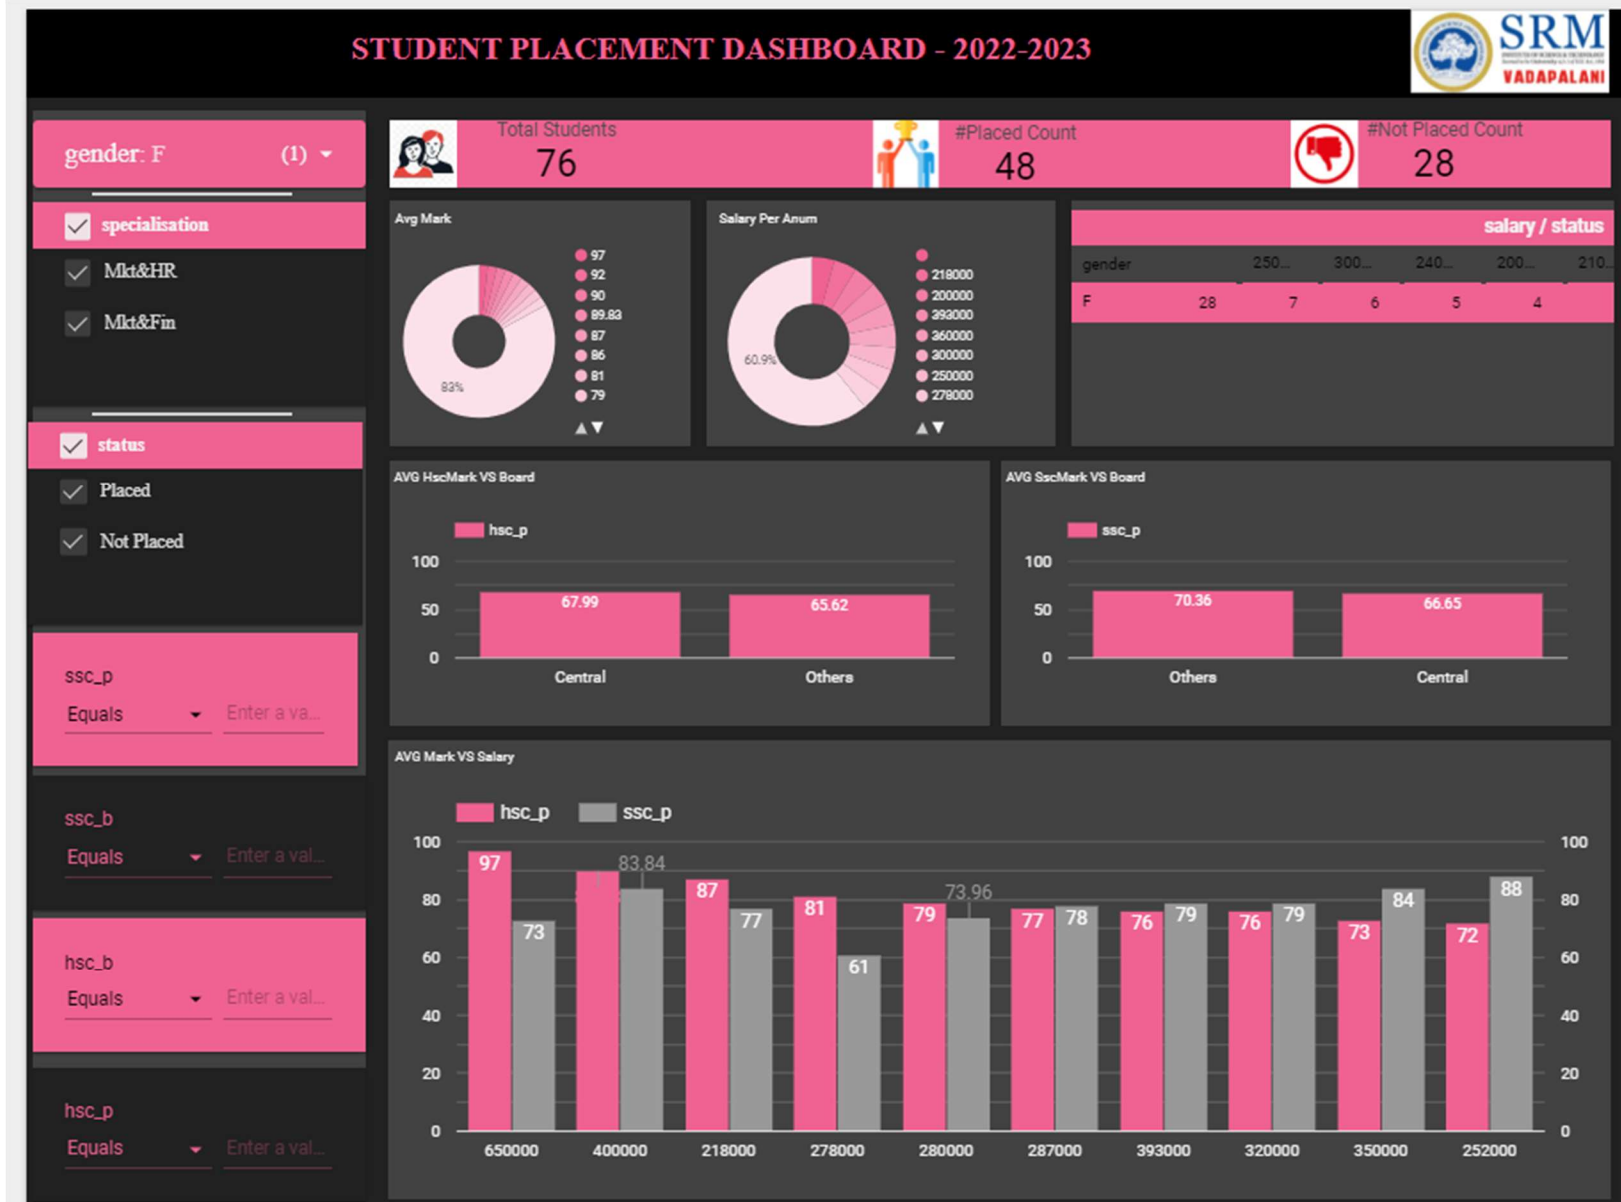 STUDENT PLACEMENT DASHBOARD - 2022-2023
SRM
VADAPALANI
gender: F (1)
Total Students
76
#Placed Count
48
#Not Placed Count
28
specialisation
Mkt&HR
Mkt&Fin
status
Placed
Not Placed
ssc_p
Equals Enter a va...
ssc_b
Equals Enter a val...
hsc_b
Equals Enter a val...
hsc_p
Equals Enter a val...
Avg Mark
97
92
90
89.83
87
86
81
79
83%
Salary Per Anum
218000
200000
393000
360000
300000
250000
278000
60.9%
salary / status
gender 250... 300... 240... 200... 210...
F 28 7 6 5 4
AVG HscMark VS Board
hsc_p
100
50
0
67.99 65.62
Central Others
AVG SscMark VS Board
ssc_p
100
50
0
70.36 66.65
Others Central
AVG Mark VS Salary
hsc_p ssc_p
100 100
80 80
60 60
40 40
20 20
0 0
97 73 83.84 87 77 81 61 79 73.96 77 78 76 79 76 79 73 84 72 88
650000 400000 218000 278000 280000 287000 393000 320000 350000 252000